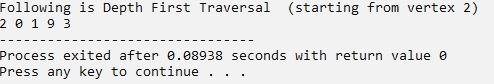 Following is Depth First Traversal  (starting from vertex 2)
2 0 1 9 3
--------------------------------
Process exited after 0.08938 seconds with return value 0
Press any key to continue . . .